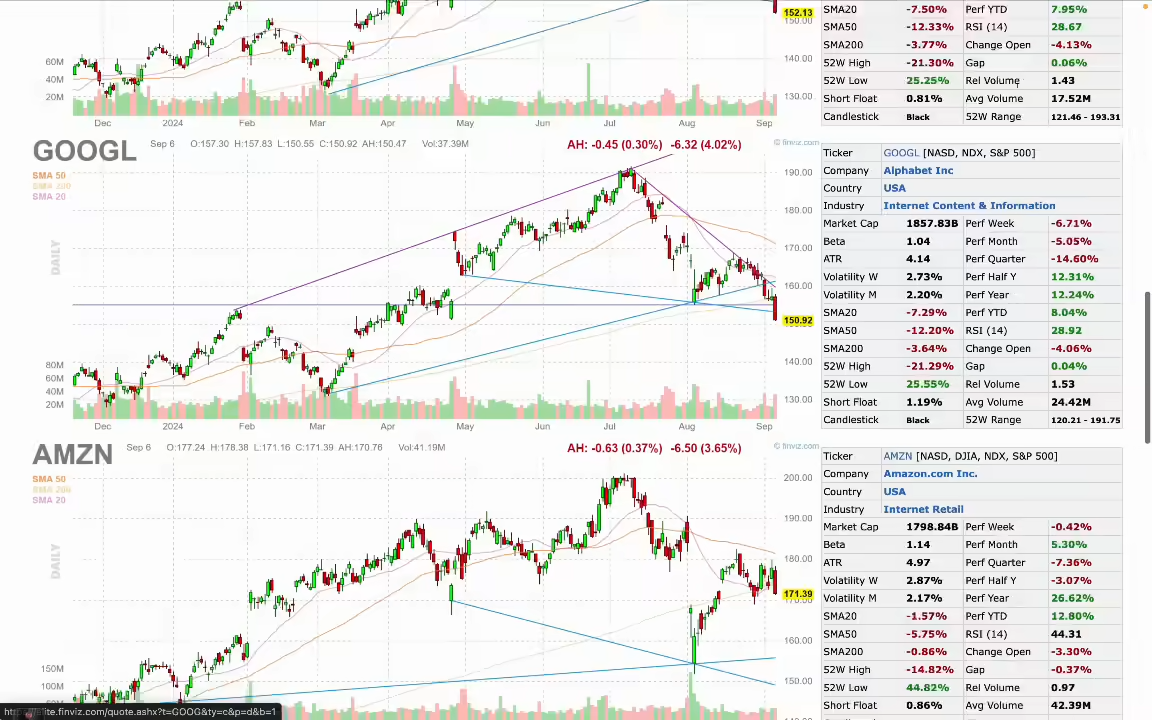 152.13
150.00
60M
140.00
40M
20M
130.00
Dec 2024 Feb Mar Apr May Jun Jul Aug Sep
SMA20 -7.50% Perf YTD 7.95%
SMA50 -12.33% RSI (14) 28.67
SMA200 -3.77% Change Open -4.13%
52W High -21.30% Gap 0.06%
52W Low 25.25% Rel Volume 1.43
Short Float 0.81% Avg Volume 17.52M
Candlestick Black 52W Range 121.46 - 193.31
GOOGL Sep 6 O:157.30 H:157.83 L:150.55 C:150.92 AH:150.47 Vol:37.39M AH: -0.45 (0.30%) -6.32 (4.02%) © finviz.com
SMA 50
SMA 200
SMA 20
DAILY
190.00
180.00
170.00
160.00
150.92
140.00
130.00
80M
60M
40M
20M
Dec 2024 Feb Mar Apr May Jun Jul Aug Sep
Ticker GOOGL [NASD, NDX, S&P 500]
Company Alphabet Inc
Country USA
Industry Internet Content & Information
Market Cap 1857.83B Perf Week -6.71%
Beta 1.04 Perf Month -5.05%
ATR 4.14 Perf Quarter -14.60%
Volatility W 2.73% Perf Half Y 12.31%
Volatility M 2.20% Perf Year 12.24%
SMA20 -7.29% Perf YTD 8.04%
SMA50 -12.20% RSI (14) 28.92
SMA200 -3.64% Change Open -4.06%
52W High -21.29% Gap 0.04%
52W Low 25.55% Rel Volume 1.53
Short Float 1.19% Avg Volume 24.42M
Candlestick Black 52W Range 120.21 - 191.75
AMZN Sep 6 O:177.24 H:178.38 L:171.16 C:171.39 AH:170.76 Vol:41.19M AH: -0.63 (0.37%) -6.50 (3.65%) © finviz.com
SMA 50
SMA 200
SMA 20
DAILY
200.00
190.00
180.00
171.39
170.00
160.00
150.00
150M
100M
Ticker AMZN [NASD, DJIA, NDX, S&P 500]
Company Amazon.com Inc.
Country USA
Industry Internet Retail
Market Cap 1798.84B Perf Week -0.42%
Beta 1.14 Perf Month 5.30%
ATR 4.97 Perf Quarter -7.36%
Volatility W 2.87% Perf Half Y -3.07%
Volatility M 2.17% Perf Year 26.62%
SMA20 -1.57% Perf YTD 12.80%
SMA50 -5.75% RSI (14) 44.31
SMA200 -0.86% Change Open -3.30%
52W High -14.82% Gap -0.37%
52W Low 44.82% Rel Volume 0.97
Short Float 0.86% Avg Volume 42.39M
ite.finviz.com/quote.ashx?t=GOOG&ty=c&p=d&b=1